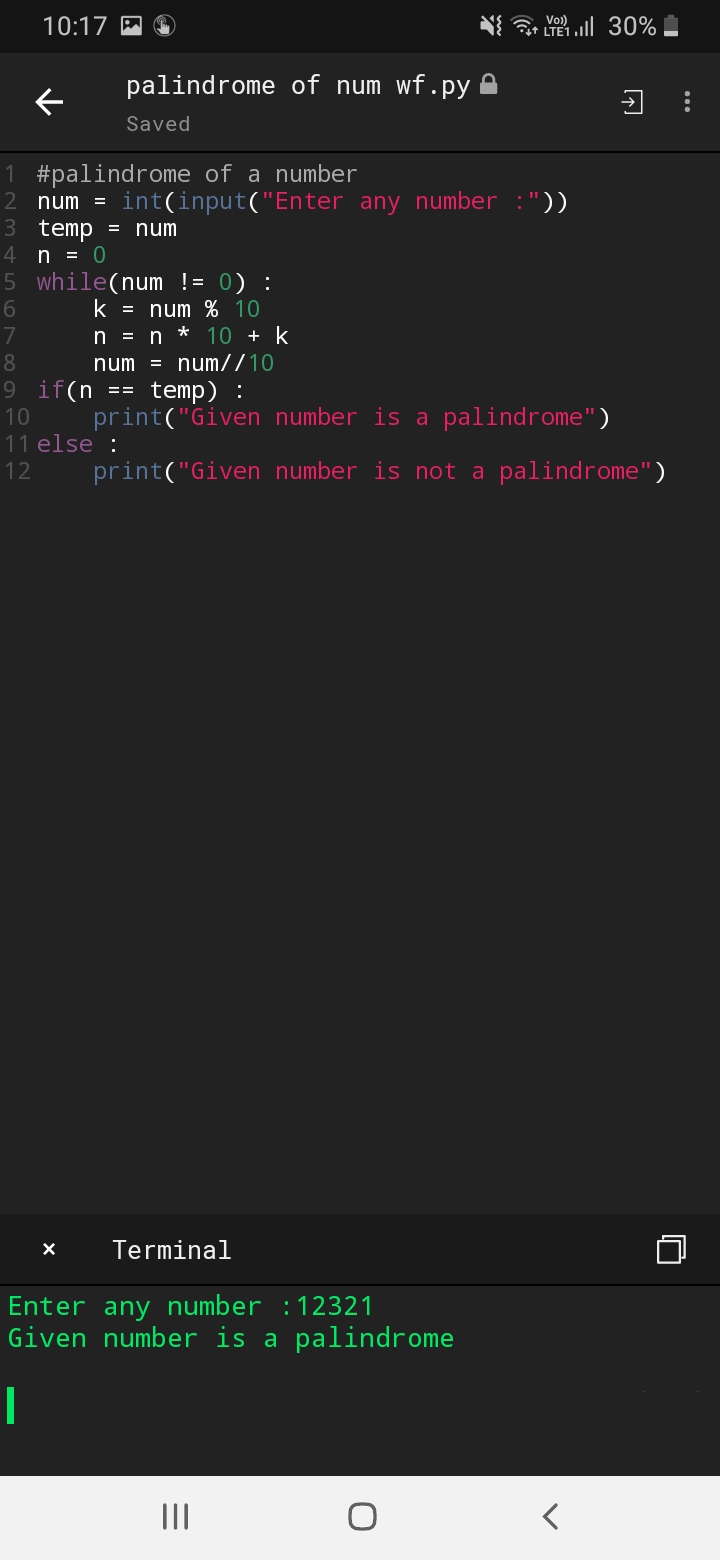 10:17 Vo)) LTE1 30%
palindrome of num wf.py
Saved
1 #palindrome of a number
2 num = int(input("Enter any number :"))
3 temp = num
4 n = 0
5 while(num != 0) :
6     k = num % 10
7     n = n * 10 + k
8     num = num//10
9 if(n == temp) :
10     print("Given number is a palindrome")
11 else :
12     print("Given number is not a palindrome")
× Terminal
Enter any number :12321
Given number is a palindrome